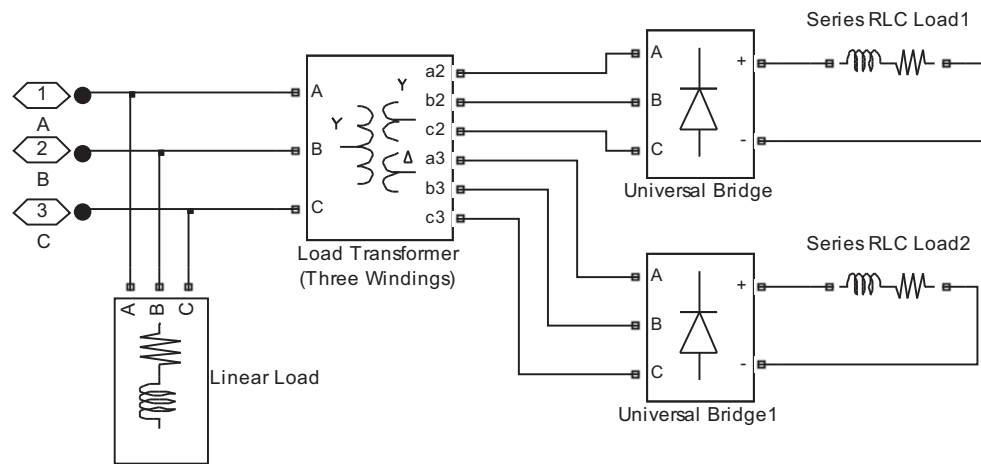 Series RLC Load1
1
A
2
B
3
C
A
B
C
Y
Y
Δ
a2
b2
c2
a3
b3
c3
Load Transformer
(Three Windings)
A
B
C
+
-
Universal Bridge
Series RLC Load2
A
B
C
+
-
Universal Bridge1
A
B
C
Linear Load